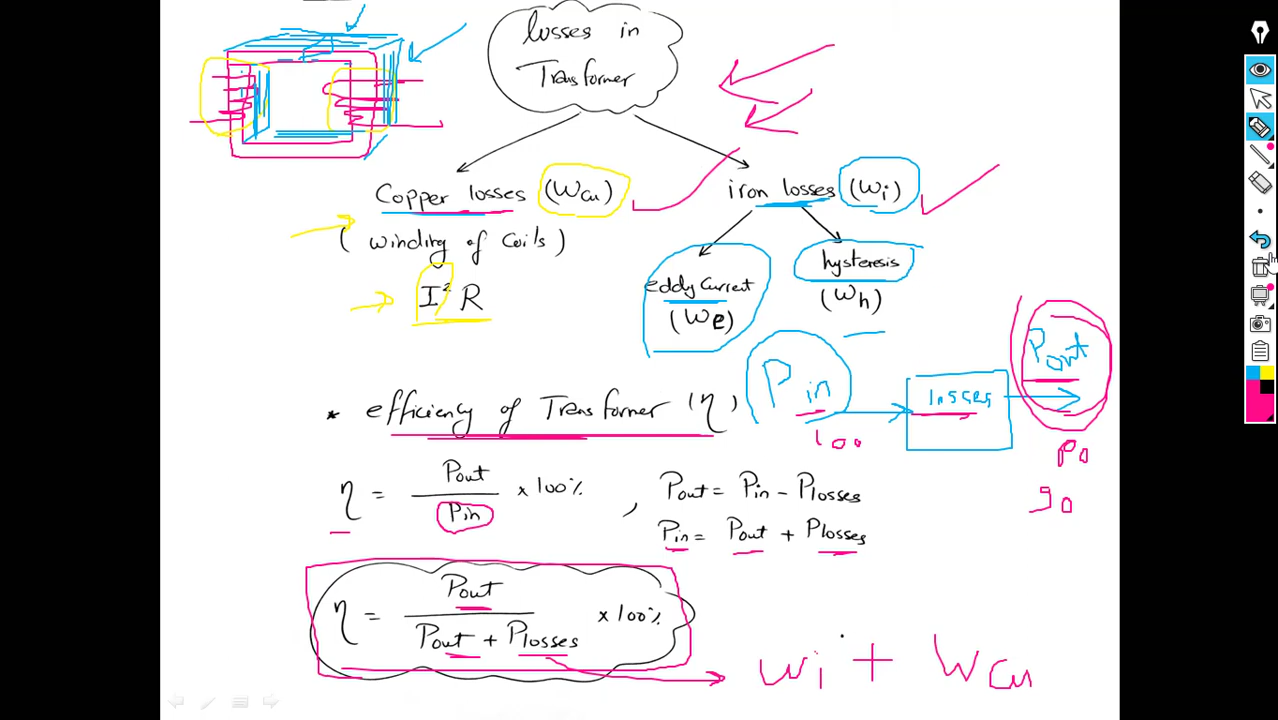 losses in
Transformer
Copper losses (Wcu)
(winding of Coils)
I² R
iron losses (Wi)
eddy Current
(We)
hysteresis
(Wh)
Pin
100
losses
Pout
90
* efficiency of Transformer (η)
η = Pout / Pin × 100%
, Pout = Pin - Plosses
Pin = Pout + Plosses
η = Pout / Pout + Plosses × 100%
Wi + Wcu